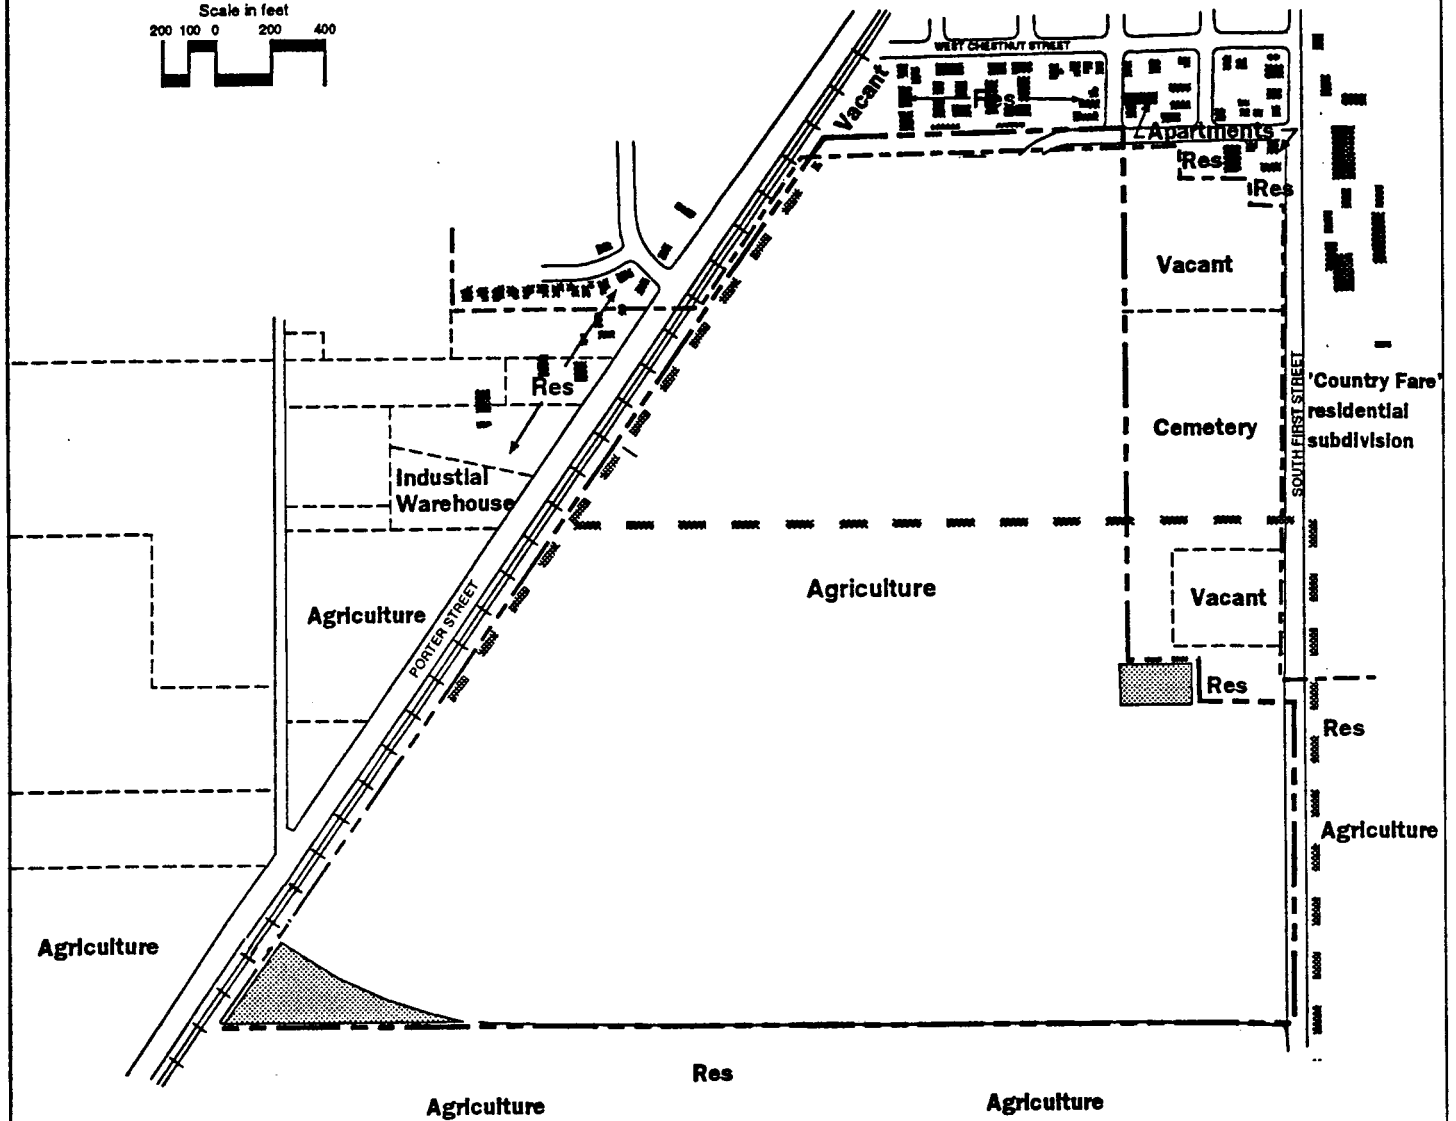 Scale in feet
200 100 0 200 400
WEST CHESTNUT STREET
Vacant
Apartments
Res
Res
Vacant
'Country Fare'
residential
subdivision
Res
Cemetery
SOUTH FIRST STREET
Industial
Warehouse
Agriculture
Vacant
Agriculture
PORTER STREET
Res
Res
Agriculture
Agriculture
Res
Agriculture
Agriculture